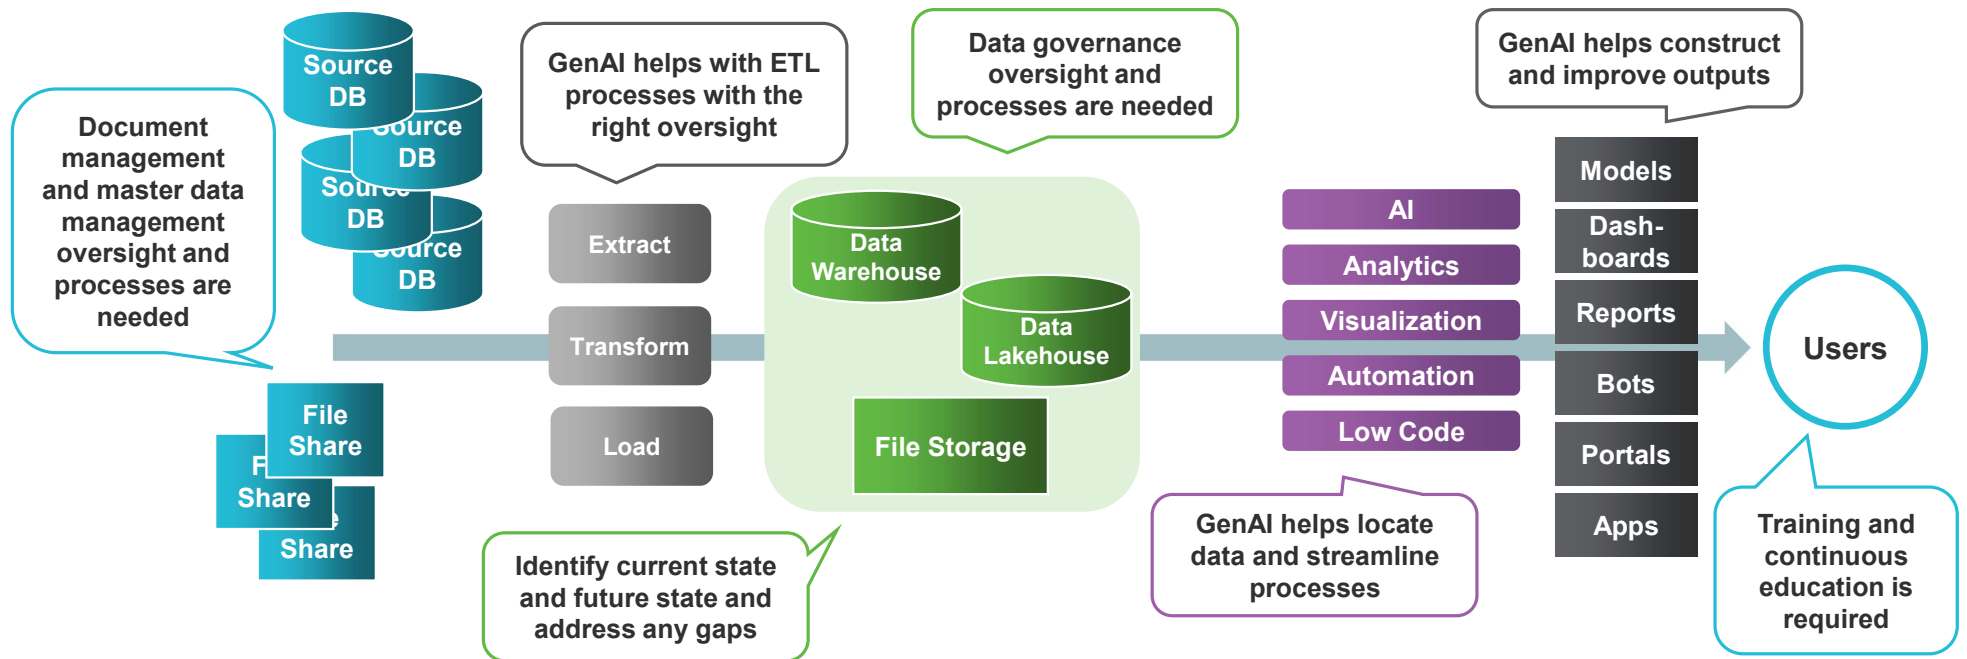 Document
management
and master data
management
oversight and
processes are
needed
Source
DB
Source
DB
Source
DB
Source
DB
File
Share
F
Share
Share
GenAI helps with ETL
processes with the
right oversight
Extract
Transform
Load
Data governance
oversight and
processes are needed
Data
Warehouse
Data
Lakehouse
File Storage
Identify current state
and future state and
address any gaps
AI
Analytics
Visualization
Automation
Low Code
GenAI helps locate
data and streamline
processes
GenAI helps construct
and improve outputs
Models
Dash-
boards
Reports
Bots
Portals
Apps
Users
Training and
continuous
education is
required